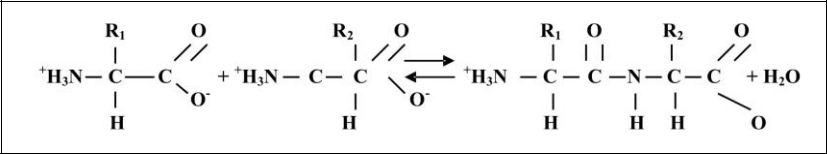 R₁ O R₂ O R₁ O R₂ O
⁺H₃N – C – C + ⁺H₃N – C – C ⁺H₃N – C – C – N – C – C + H₂O
O⁻ O⁻
H H H H H O